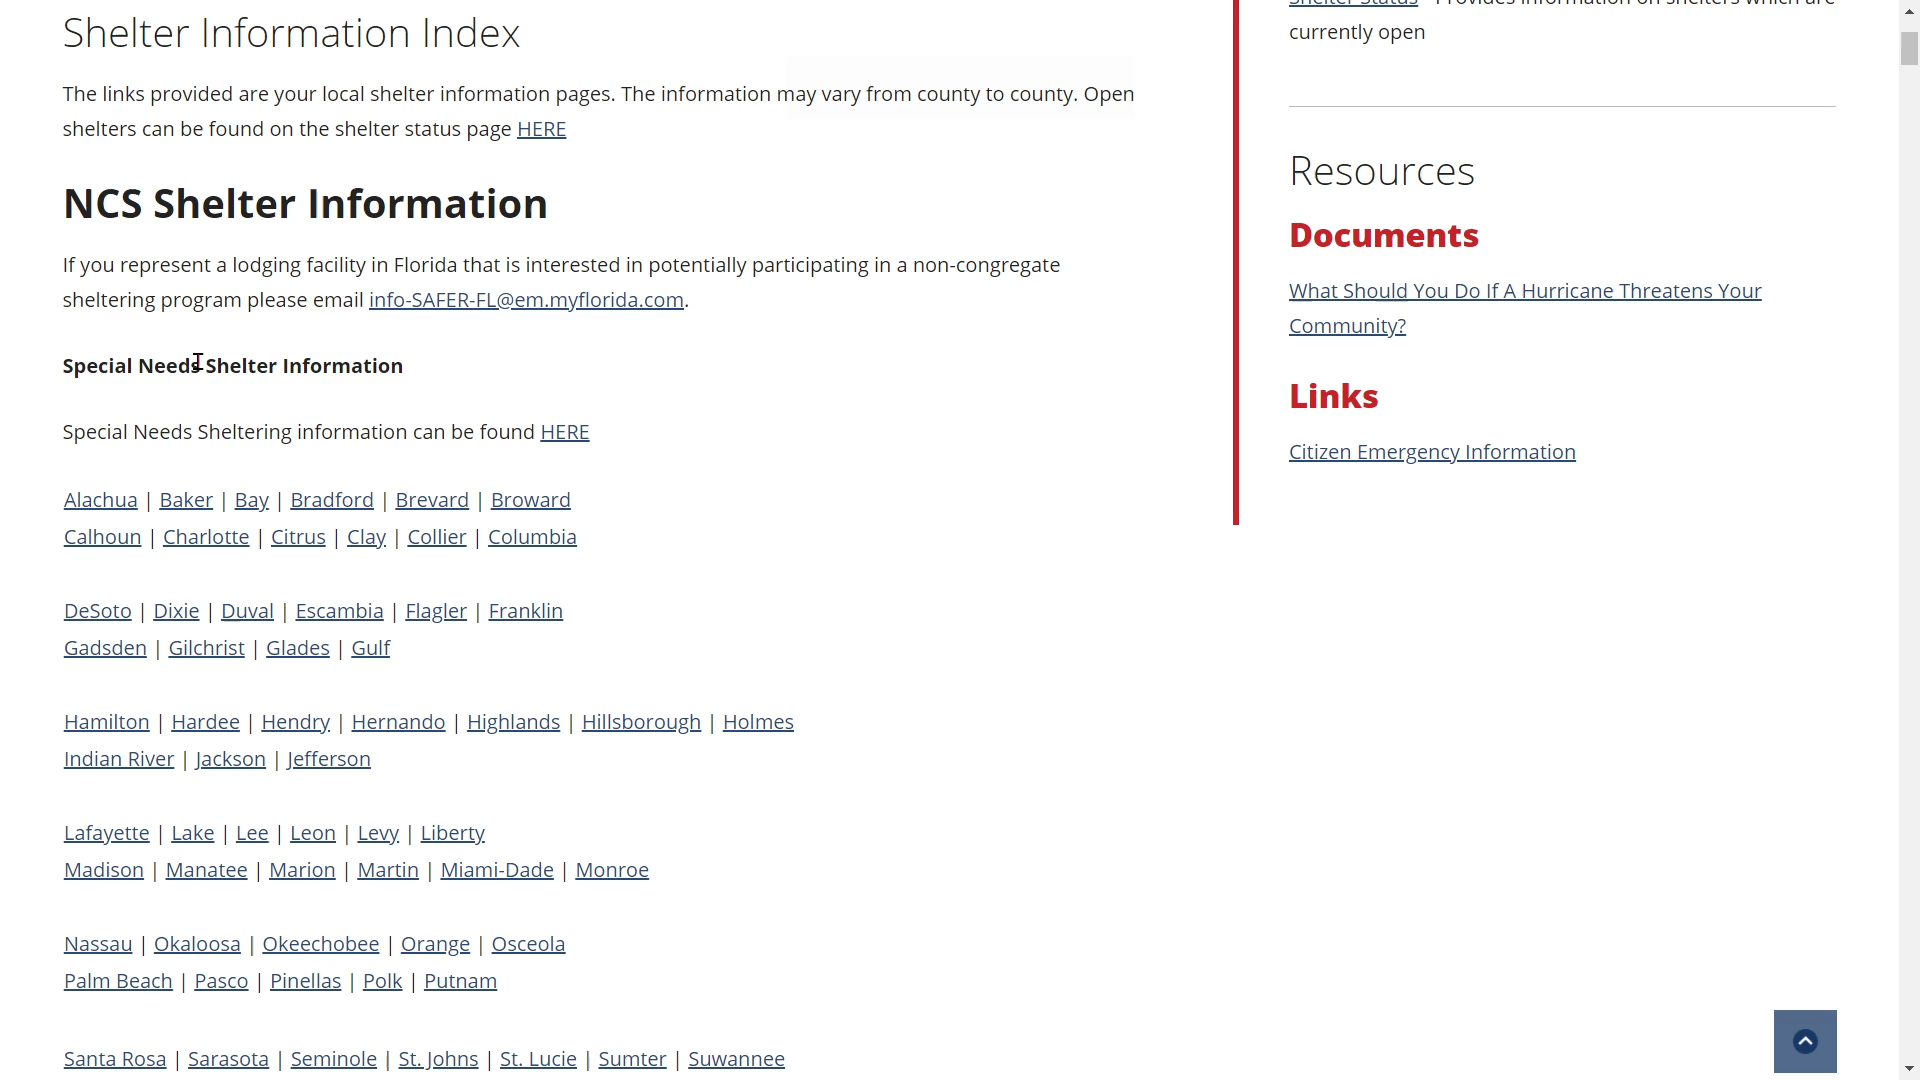 Shelter Information Index
The links provided are your local shelter information pages. The information may vary from county to county. Open
shelters can be found on the shelter status page HERE
NCS Shelter Information
If you represent a lodging facility in Florida that is interested in potentially participating in a non-congregate
sheltering program please email info-SAFER-FL@em.myflorida.com.
Special Needs Shelter Information
Special Needs Sheltering information can be found HERE
Alachua | Baker | Bay | Bradford | Brevard | Broward
Calhoun | Charlotte | Citrus | Clay | Collier | Columbia
DeSoto | Dixie | Duval | Escambia | Flagler | Franklin
Gadsden | Gilchrist | Glades | Gulf
Hamilton | Hardee | Hendry | Hernando | Highlands | Hillsborough | Holmes
Indian River | Jackson | Jefferson
Lafayette | Lake | Lee | Leon | Levy | Liberty
Madison | Manatee | Marion | Martin | Miami-Dade | Monroe
Nassau | Okaloosa | Okeechobee | Orange | Osceola
Palm Beach | Pasco | Pinellas | Polk | Putnam
Santa Rosa | Sarasota | Seminole | St. Johns | St. Lucie | Sumter | Suwannee
Shelter Status - Provides information on shelters which are
currently open
Resources
Documents
What Should You Do If A Hurricane Threatens Your
Community?
Links
Citizen Emergency Information